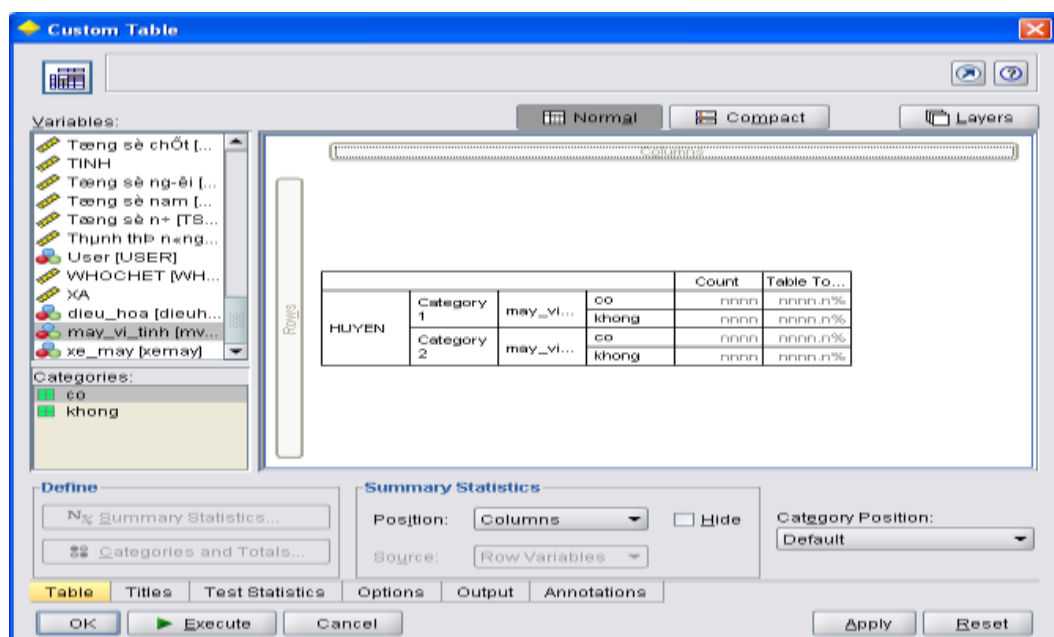 Custom Table
Variables:
Normal
Compact
Layers
Tæng sè chÕt [...
TINH
Tæng sè ng-êi [...
Tæng sè nam [...
Tæng sè n÷ [TS...
Thµnh thÞ n«ng...
User [USER]
WHOCHET [WH...
XA
dieu_hoa [dieuh...
may_vi_tinh [mv...
xe_may [xemay]
Categories:
co
khong
Columns
Rows
Count Table To...
HUYEN
Category 1
may_vi...
co nnnn nnnn.n%
khong nnnn nnnn.n%
Category 2
may_vi...
co nnnn nnnn.n%
khong nnnn nnnn.n%
Define
N% Summary Statistics...
Categories and Totals...
Summary Statistics
Position: Columns
Hide
Source: Row Variables
Category Position:
Default
Table Titles Test Statistics Options Output Annotations
OK Execute Cancel Apply Reset